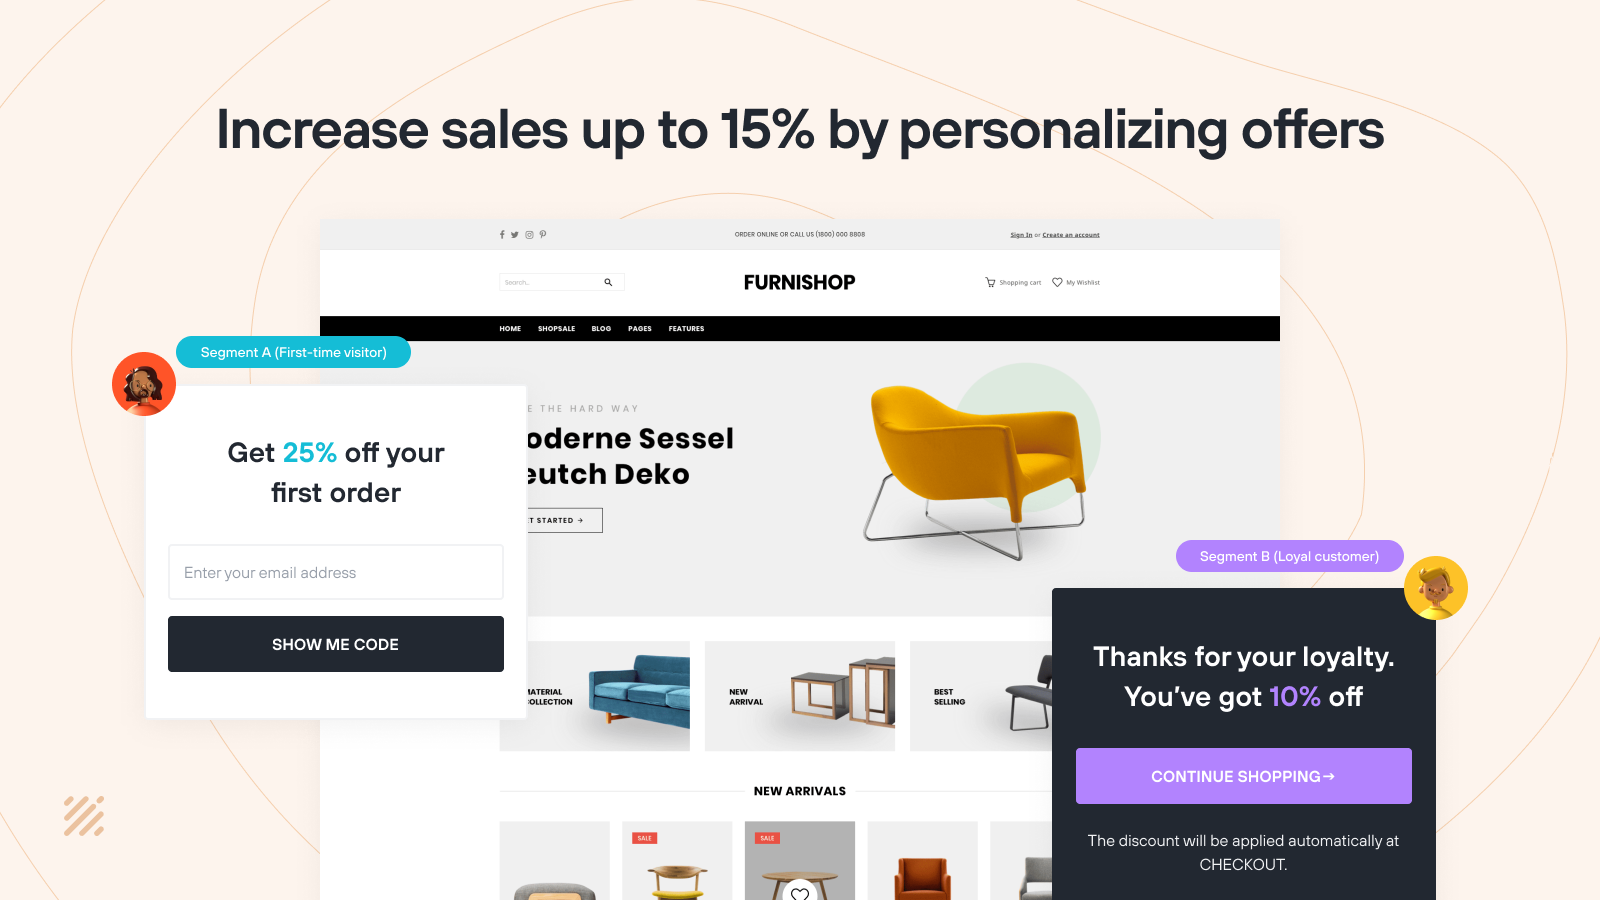 Increase sales up to 15% by personalizing offers
ORDER ONLINE OR CALL US (1800) 000 8808
Sign In or Create an account
Search..
FURNISHOP
Shopping cart
My Wishlist
HOME SHOPSALE BLOG PAGES FEATURES
Segment A (First-time visitor)
Get 25% off your
first order
Enter your email address
SHOW ME CODE
E THE HARD WAY
oderne Sessel
eutch Deko
T STARTED →
Segment B (Loyal customer)
Thanks for your loyalty.
You've got 10% off
CONTINUE SHOPPING→
The discount will be applied automatically at
CHECKOUT.
MATERIAL
COLLECTION
NEW
ARRIVAL
BEST
SELLING
NEW ARRIVALS
SALE
SALE